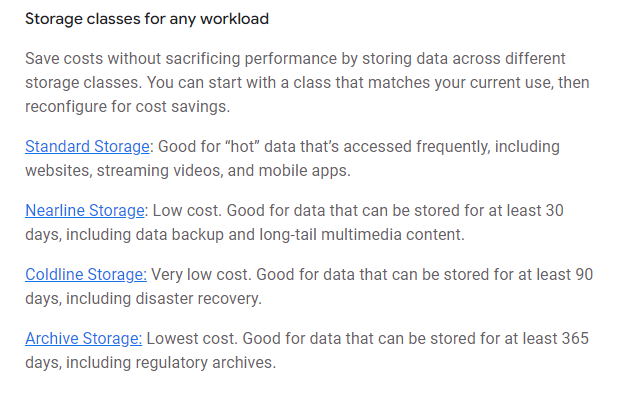 Storage classes for any workload
Save costs without sacrificing performance by storing data across different
storage classes. You can start with a class that matches your current use, then
reconfigure for cost savings.
Standard Storage: Good for “hot” data that’s accessed frequently, including
websites, streaming videos, and mobile apps.
Nearline Storage: Low cost. Good for data that can be stored for at least 30
days, including data backup and long-tail multimedia content.
Coldline Storage: Very low cost. Good for data that can be stored for at least 90
days, including disaster recovery.
Archive Storage: Lowest cost. Good for data that can be stored for at least 365
days, including regulatory archives.